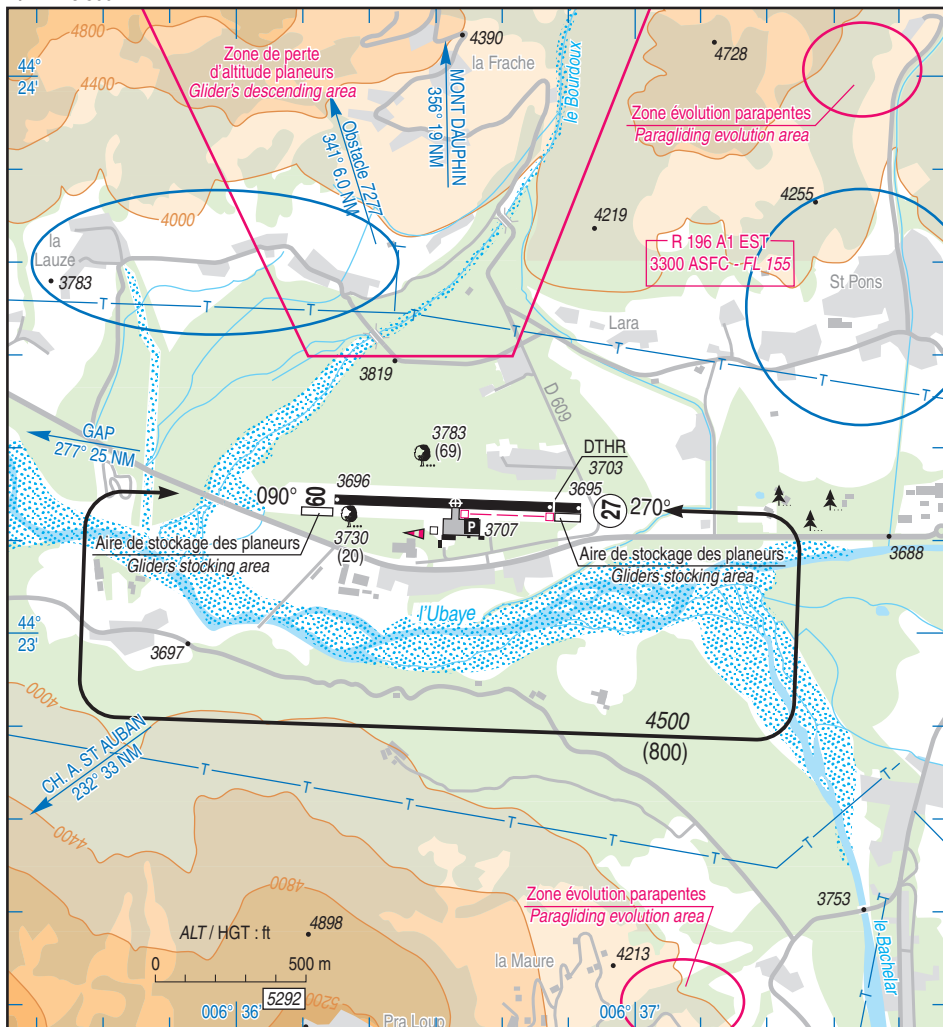 4800
4390
4728
44°
24'
4400
Zone de perte
d'altitude planeurs
Glider's descending area
la Frache
le Bourdoux
MONT DAUPHIN
356° 19 NM
Zone évolution parapentes
Paragliding evolution area
Obstacle 7277
341° 6.0 NM
4000
4255
4219
la
Lauze
3783
R 196 A1 EST
3300 ASFC - FL 155
St Pons
T
T
T
T
T
T
T
T
Lara
3819
D 609
GAP
277° 25 NM
3783
(69)
DTHR
3703
3696
3695
090°
09
27
270°
P
3707
3730
(20)
Aire de stockage des planeurs
Gliders stocking area
Aire de stockage des planeurs
Gliders stocking area
3688
l'Ubaye
44°
23'
3697
4000
4000
4500
(800)
CH. A. ST AUBAN
232° 33 NM
T
T
T
T
T
T
T
4400
4800
4898
Zone évolution parapentes
Paragliding evolution area
3753
le Bachelar
ALT / HGT : ft
0
500 m
la Maure
4213
5292
5200
006° 36'
006° 37'
Pra Loup